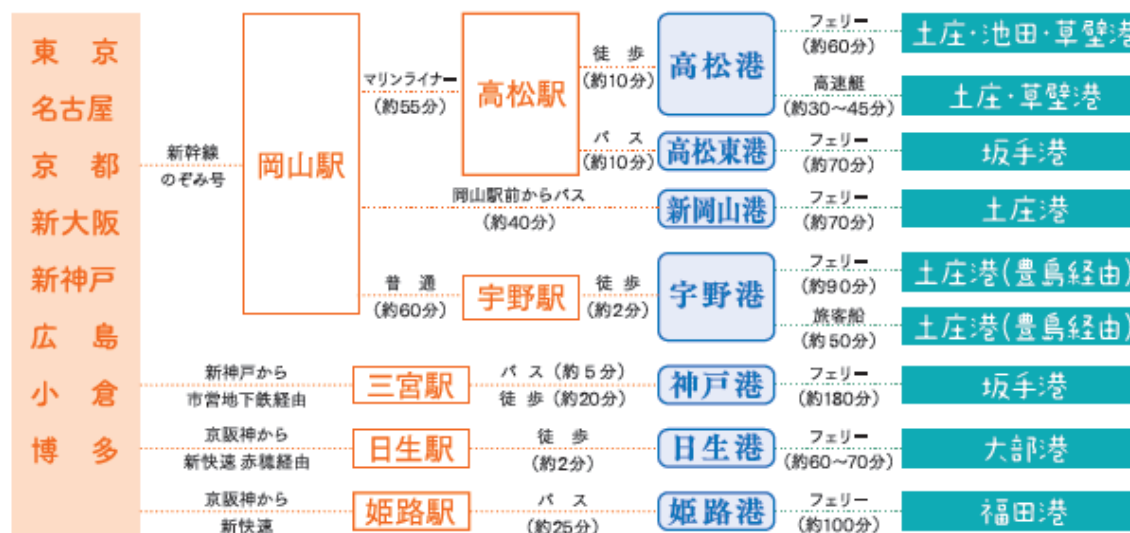 東京
名古屋
京都
新大阪
新神戸
広島
小倉
博多
新幹線
のぞみ号
岡山駅
マリンライナー
(約55分)
高松駅
徒歩
(約10分)
高松港
フェリー
(約60分)
土庄・池田・草壁港
高速艇
(約30〜45分)
土庄・草壁港
バス
(約10分)
高松東港
フェリー
(約70分)
坂手港
岡山駅前からバス
(約40分)
新岡山港
フェリー
(約70分)
土庄港
普通
(約60分)
宇野駅
徒歩
(約2分)
宇野港
フェリー
(約90分)
土庄港(豊島経由)
旅客船
(約50分)
土庄港(豊島経由)
新神戸から
市営地下鉄経由
三宮駅
バス(約5分)
徒歩(約20分)
神戸港
フェリー
(約180分)
坂手港
京阪神から
新快速 赤穂経由
日生駅
徒歩
(約2分)
日生港
フェリー
(約60〜70分)
大部港
京阪神から
新快速
姫路駅
バス
(約25分)
姫路港
フェリー
(約100分)
福田港